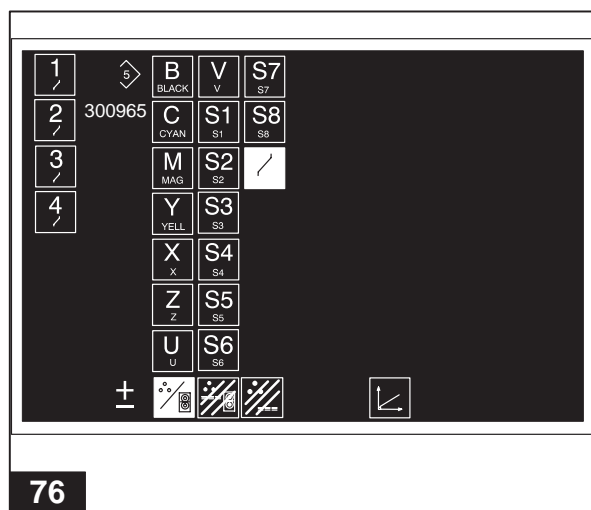 1 5 B V S7
BLACK V S7
2 300965 C S1 S8
CYAN S1 S8
3 M S2
MAG S2
4 Y S3
YELL S3
X S4
X S4
Z S5
Z S5
U S6
U S6
±
76